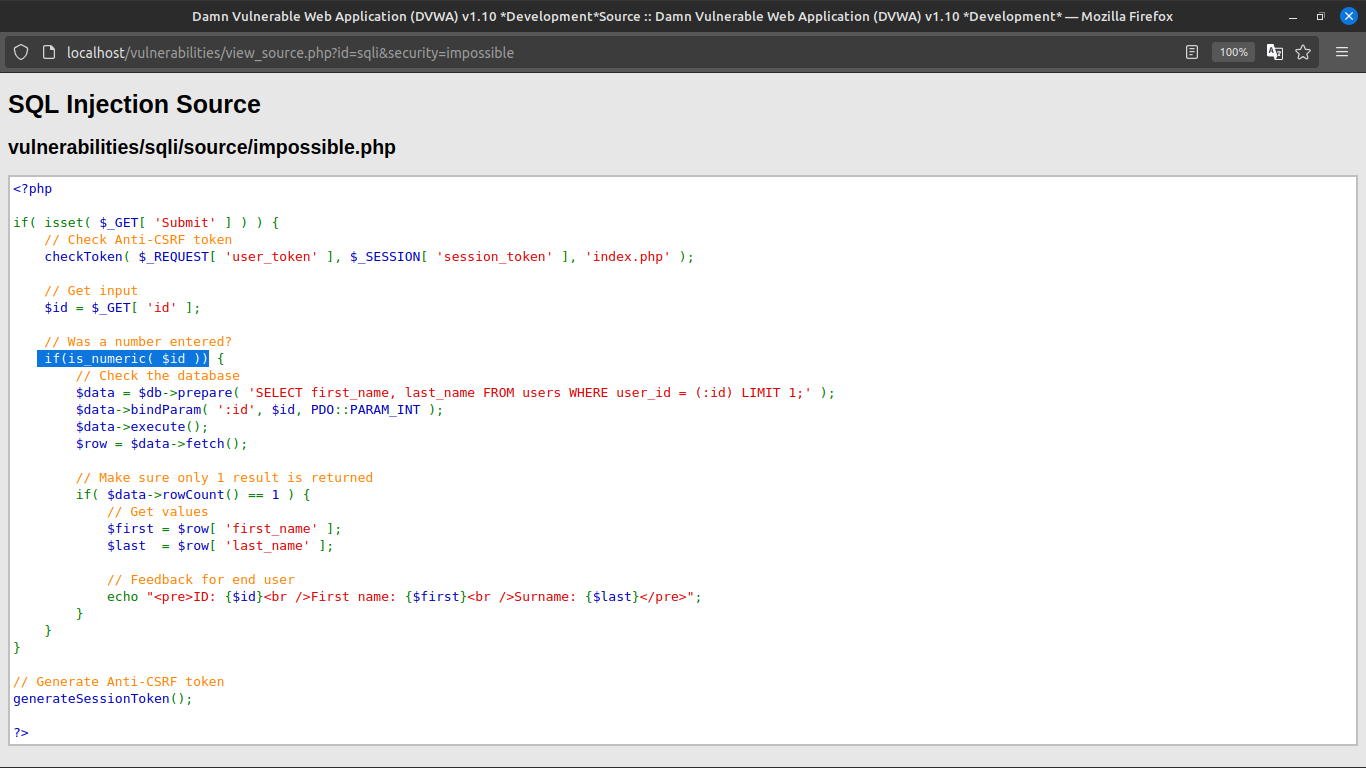 Damn Vulnerable Web Application (DVWA) v1.10 *Development*Source :: Damn Vulnerable Web Application (DVWA) v1.10 *Development* — Mozilla Firefox
localhost/vulnerabilities/view_source.php?id=sqli&security=impossible 100%
SQL Injection Source
vulnerabilities/sqli/source/impossible.php
<?php

if( isset( $_GET[ 'Submit' ] ) ) {
    // Check Anti-CSRF token
    checkToken( $_REQUEST[ 'user_token' ], $_SESSION[ 'session_token' ], 'index.php' );

    // Get input
    $id = $_GET[ 'id' ];

    // Was a number entered?
    if(is_numeric( $id )) {
        // Check the database
        $data = $db->prepare( 'SELECT first_name, last_name FROM users WHERE user_id = (:id) LIMIT 1;' );
        $data->bindParam( ':id', $id, PDO::PARAM_INT );
        $data->execute();
        $row = $data->fetch();

        // Make sure only 1 result is returned
        if( $data->rowCount() == 1 ) {
            // Get values
            $first = $row[ 'first_name' ];
            $last  = $row[ 'last_name' ];

            // Feedback for end user
            echo "<pre>ID: {$id}<br />First name: {$first}<br />Surname: {$last}</pre>";
        }
    }
}

// Generate Anti-CSRF token
generateSessionToken();

?>